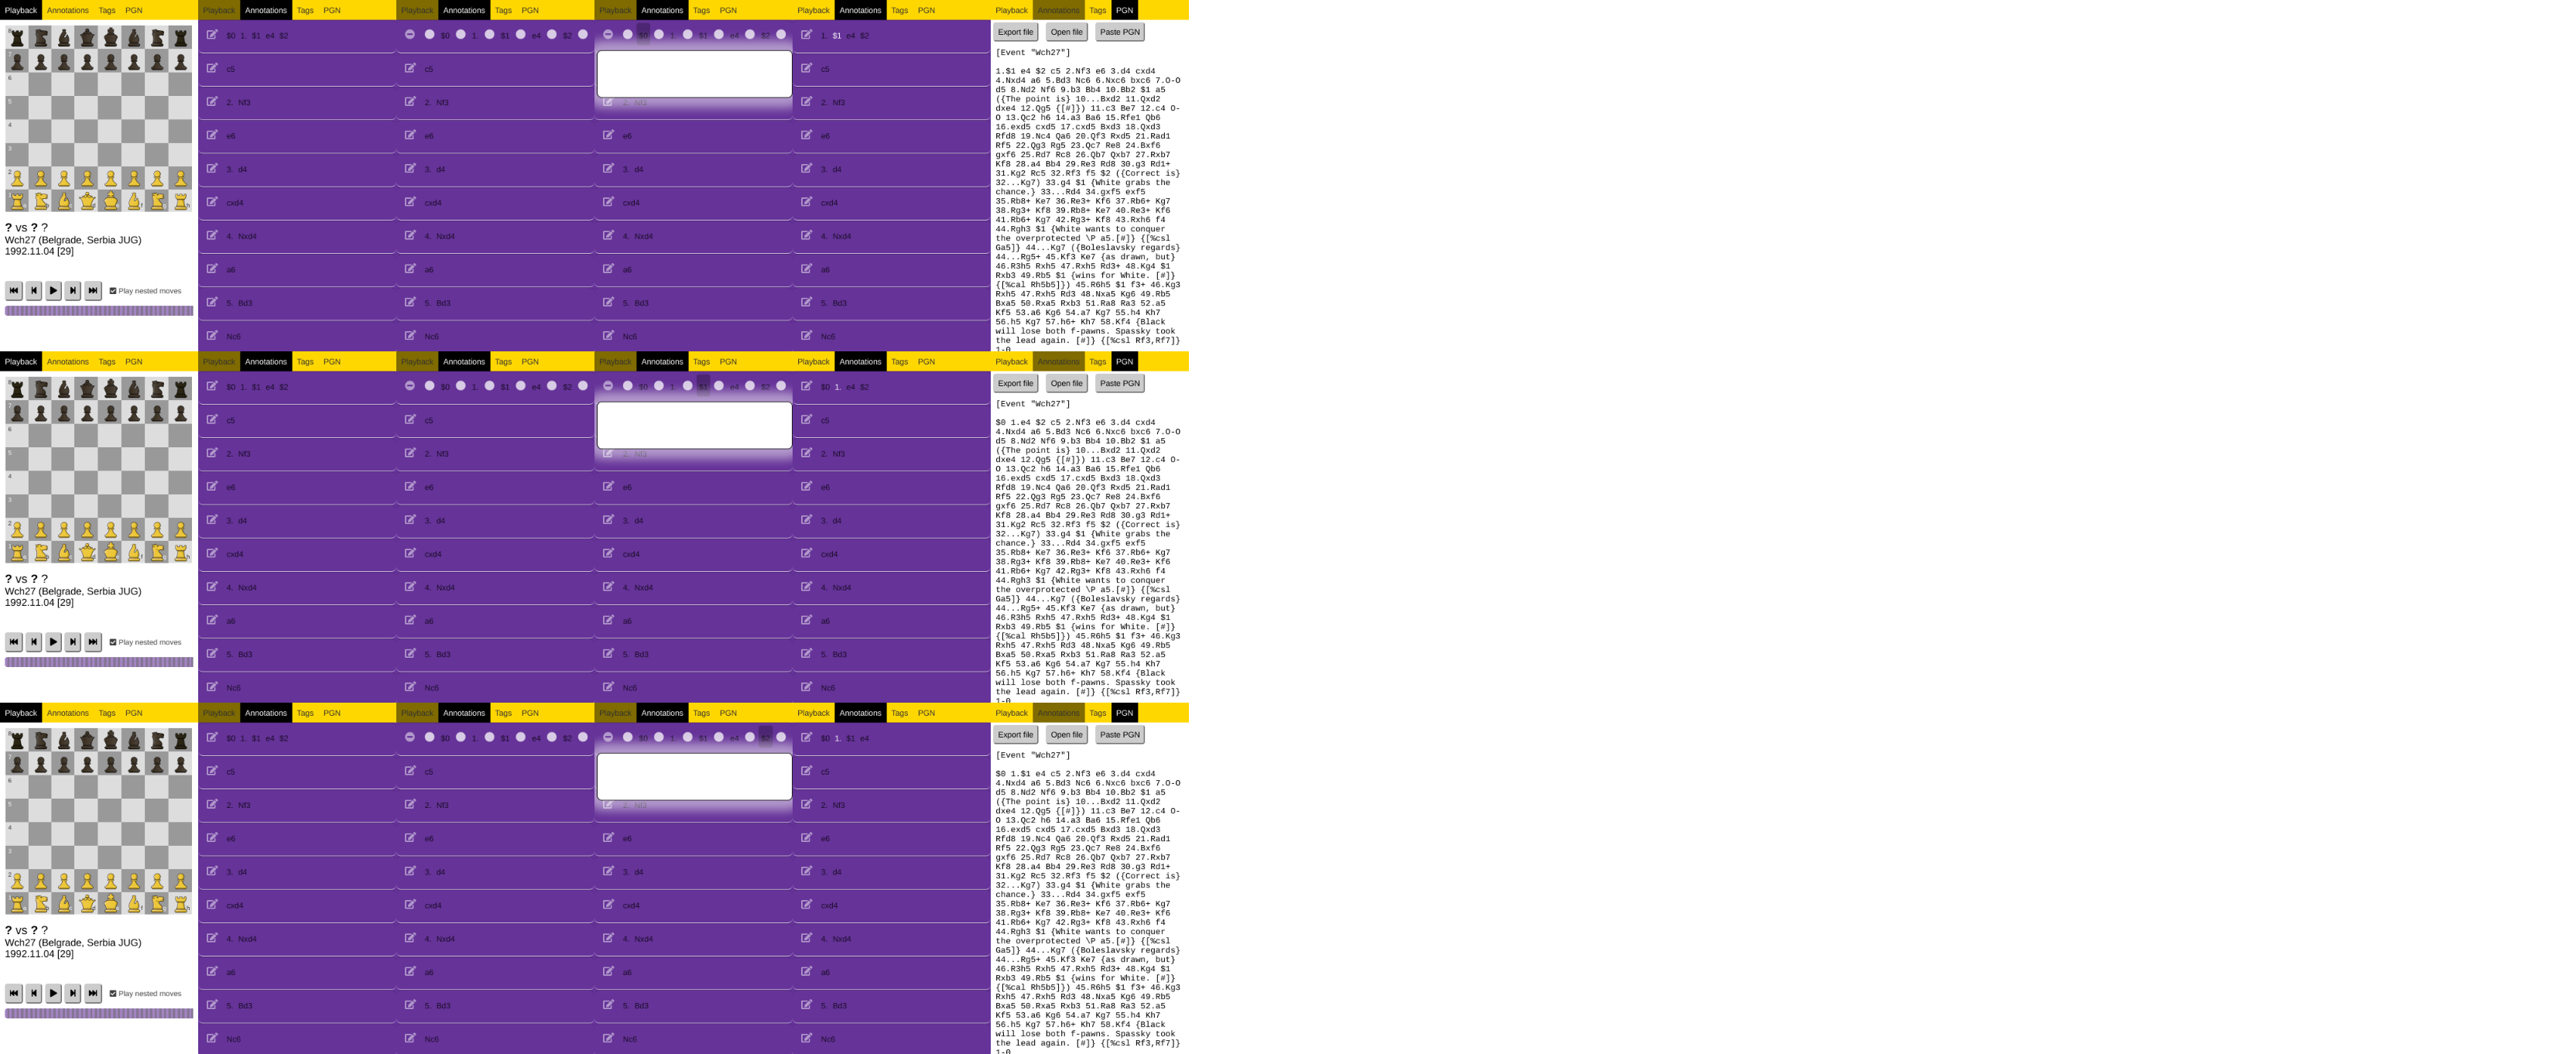 Playback Annotations Tags PGN
8
7
6
5
4
3
2
? vs ? ?
Wch27 (Belgrade, Serbia JUG)
1992.11.04 [29]
Play nested moves
Playback Annotations Tags PGN
$0 1. $1 e4 $2
c5
2. Nf3
e6
3. d4
cxd4
4. Nxd4
a6
5. Bd3
Nc6
Playback Annotations Tags PGN
$0 1. $1 e4 $2
c5
2. Nf3
e6
3. d4
cxd4
4. Nxd4
a6
5. Bd3
Nc6
Playback Annotations Tags PGN
$0 1. $1 e4 $2
2. Nf3
e6
3. d4
cxd4
4. Nxd4
a6
5. Bd3
Nc6
Playback Annotations Tags PGN
1. $1 e4 $2
c5
2. Nf3
e6
3. d4
cxd4
4. Nxd4
a6
5. Bd3
Nc6
Playback Annotations Tags PGN
Export file Open file Paste PGN
[Event "Wch27"]
1.$1 e4 $2 c5 2.Nf3 e6 3.d4 cxd4
4.Nxd4 a6 5.Bd3 Nc6 6.Nxc6 bxc6 7.O-O
d5 8.Nd2 Nf6 9.b3 Bb4 10.Bb2 $1 a5
({The point is} 10...Bxd2 11.Qxd2
dxe4 12.Qg5 {[#]}) 11.c3 Be7 12.c4 O-
O 13.Qc2 h6 14.a3 Ba6 15.Rfe1 Qb6
16.exd5 cxd5 17.cxd5 Bxd3 18.Qxd3
Rfd8 19.Nc4 Qa6 20.Qf3 Rxd5 21.Rad1
Rf5 22.Qg3 Rg5 23.Qc7 Re8 24.Bxf6
gxf6 25.Rd7 Rc8 26.Qb7 Qxb7 27.Rxb7
Kf8 28.a4 Bb4 29.Re3 Rd8 30.g3 Rd1+
31.Kg2 Rc5 32.Rf3 f5 $2 ({Correct is}
32...Kg7) 33.g4 $1 {White grabs the
chance.} 33...Rd4 34.gxf5 exf5
35.Rb8+ Ke7 36.Re3+ Kf6 37.Rb6+ Kg7
38.Rg3+ Kf8 39.Rb8+ Ke7 40.Re3+ Kf6
41.Rb6+ Kg7 42.Rg3+ Kf8 43.Rxh6 f4
44.Rgh3 $1 {White wants to conquer
the overprotected \P a5.[#]} {[%csl
Ga5]} 44...Kg7 ({Boleslavsky regards}
44...Rg5+ 45.Kf3 Ke7 {as drawn, but}
46.R3h5 Rxh5 47.Rxh5 Rd3+ 48.Kg4 $1
Rxb3 49.Rb5 $1 {wins for White. [#]}
{[%cal Rh5b5]}) 45.R6h5 $1 f3+ 46.Kg3
Rxh5 47.Rxh5 Rd3 48.Nxa5 Kg6 49.Rb5
Bxa5 50.Rxa5 Rxb3 51.Ra8 Ra3 52.a5
Kf5 53.a6 Kg6 54.a7 Kg7 55.h4 Kh7
56.h5 Kg7 57.h6+ Kh7 58.Kf4 {Black
will lose both f-pawns. Spassky took
the lead again. [#]} {[%csl Rf3,Rf7]}
1-0
Playback Annotations Tags PGN
8
7
6
5
4
3
2
? vs ? ?
Wch27 (Belgrade, Serbia JUG)
1992.11.04 [29]
Play nested moves
Playback Annotations Tags PGN
$0 1. $1 e4 $2
c5
2. Nf3
e6
3. d4
cxd4
4. Nxd4
a6
5. Bd3
Nc6
Playback Annotations Tags PGN
$0 1. $1 e4 $2
c5
2. Nf3
e6
3. d4
cxd4
4. Nxd4
a6
5. Bd3
Nc6
Playback Annotations Tags PGN
$0 1. $1 e4 $2
2. Nf3
e6
3. d4
cxd4
4. Nxd4
a6
5. Bd3
Nc6
Playback Annotations Tags PGN
$0 1. e4 $2
c5
2. Nf3
e6
3. d4
cxd4
4. Nxd4
a6
5. Bd3
Nc6
Playback Annotations Tags PGN
Export file Open file Paste PGN
[Event "Wch27"]
$0 1.e4 $2 c5 2.Nf3 e6 3.d4 cxd4
4.Nxd4 a6 5.Bd3 Nc6 6.Nxc6 bxc6 7.O-O
d5 8.Nd2 Nf6 9.b3 Bb4 10.Bb2 $1 a5
({The point is} 10...Bxd2 11.Qxd2
dxe4 12.Qg5 {[#]}) 11.c3 Be7 12.c4 O-
O 13.Qc2 h6 14.a3 Ba6 15.Rfe1 Qb6
16.exd5 cxd5 17.cxd5 Bxd3 18.Qxd3
Rfd8 19.Nc4 Qa6 20.Qf3 Rxd5 21.Rad1
Rf5 22.Qg3 Rg5 23.Qc7 Re8 24.Bxf6
gxf6 25.Rd7 Rc8 26.Qb7 Qxb7 27.Rxb7
Kf8 28.a4 Bb4 29.Re3 Rd8 30.g3 Rd1+
31.Kg2 Rc5 32.Rf3 f5 $2 ({Correct is}
32...Kg7) 33.g4 $1 {White grabs the
chance.} 33...Rd4 34.gxf5 exf5
35.Rb8+ Ke7 36.Re3+ Kf6 37.Rb6+ Kg7
38.Rg3+ Kf8 39.Rb8+ Ke7 40.Re3+ Kf6
41.Rb6+ Kg7 42.Rg3+ Kf8 43.Rxh6 f4
44.Rgh3 $1 {White wants to conquer
the overprotected \P a5.[#]} {[%csl
Ga5]} 44...Kg7 ({Boleslavsky regards}
44...Rg5+ 45.Kf3 Ke7 {as drawn, but}
46.R3h5 Rxh5 47.Rxh5 Rd3+ 48.Kg4 $1
Rxb3 49.Rb5 $1 {wins for White. [#]}
{[%cal Rh5b5]}) 45.R6h5 $1 f3+ 46.Kg3
Rxh5 47.Rxh5 Rd3 48.Nxa5 Kg6 49.Rb5
Bxa5 50.Rxa5 Rxb3 51.Ra8 Ra3 52.a5
Kf5 53.a6 Kg6 54.a7 Kg7 55.h4 Kh7
56.h5 Kg7 57.h6+ Kh7 58.Kf4 {Black
will lose both f-pawns. Spassky took
the lead again. [#]} {[%csl Rf3,Rf7]}
1-0
Playback Annotations Tags PGN
8
7
6
5
4
3
2
? vs ? ?
Wch27 (Belgrade, Serbia JUG)
1992.11.04 [29]
Play nested moves
Playback Annotations Tags PGN
$0 1. $1 e4 $2
c5
2. Nf3
e6
3. d4
cxd4
4. Nxd4
a6
5. Bd3
Nc6
Playback Annotations Tags PGN
$0 1. $1 e4 $2
c5
2. Nf3
e6
3. d4
cxd4
4. Nxd4
a6
5. Bd3
Nc6
Playback Annotations Tags PGN
$0 1. $1 e4 $2
2. Nf3
e6
3. d4
cxd4
4. Nxd4
a6
5. Bd3
Nc6
Playback Annotations Tags PGN
$0 1. $1 e4
c5
2. Nf3
e6
3. d4
cxd4
4. Nxd4
a6
5. Bd3
Nc6
Playback Annotations Tags PGN
Export file Open file Paste PGN
[Event "Wch27"]
$0 1.$1 e4 c5 2.Nf3 e6 3.d4 cxd4
4.Nxd4 a6 5.Bd3 Nc6 6.Nxc6 bxc6 7.O-O
d5 8.Nd2 Nf6 9.b3 Bb4 10.Bb2 $1 a5
({The point is} 10...Bxd2 11.Qxd2
dxe4 12.Qg5 {[#]}) 11.c3 Be7 12.c4 O-
O 13.Qc2 h6 14.a3 Ba6 15.Rfe1 Qb6
16.exd5 cxd5 17.cxd5 Bxd3 18.Qxd3
Rfd8 19.Nc4 Qa6 20.Qf3 Rxd5 21.Rad1
Rf5 22.Qg3 Rg5 23.Qc7 Re8 24.Bxf6
gxf6 25.Rd7 Rc8 26.Qb7 Qxb7 27.Rxb7
Kf8 28.a4 Bb4 29.Re3 Rd8 30.g3 Rd1+
31.Kg2 Rc5 32.Rf3 f5 $2 ({Correct is}
32...Kg7) 33.g4 $1 {White grabs the
chance.} 33...Rd4 34.gxf5 exf5
35.Rb8+ Ke7 36.Re3+ Kf6 37.Rb6+ Kg7
38.Rg3+ Kf8 39.Rb8+ Ke7 40.Re3+ Kf6
41.Rb6+ Kg7 42.Rg3+ Kf8 43.Rxh6 f4
44.Rgh3 $1 {White wants to conquer
the overprotected \P a5.[#]} {[%csl
Ga5]} 44...Kg7 ({Boleslavsky regards}
44...Rg5+ 45.Kf3 Ke7 {as drawn, but}
46.R3h5 Rxh5 47.Rxh5 Rd3+ 48.Kg4 $1
Rxb3 49.Rb5 $1 {wins for White. [#]}
{[%cal Rh5b5]}) 45.R6h5 $1 f3+ 46.Kg3
Rxh5 47.Rxh5 Rd3 48.Nxa5 Kg6 49.Rb5
Bxa5 50.Rxa5 Rxb3 51.Ra8 Ra3 52.a5
Kf5 53.a6 Kg6 54.a7 Kg7 55.h4 Kh7
56.h5 Kg7 57.h6+ Kh7 58.Kf4 {Black
will lose both f-pawns. Spassky took
the lead again. [#]} {[%csl Rf3,Rf7]}
1-0